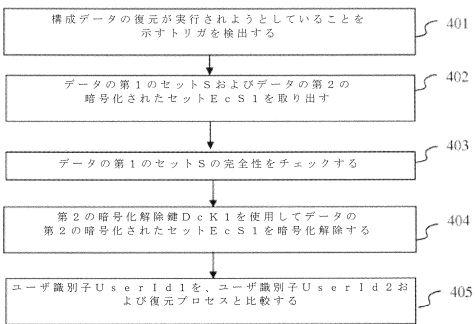 構成データの復元が実行されようとしていることを
示すトリガを検出する
401
データの第1のセットSおよびデータの第2の
暗号化されたセットEcS1を取り出す
402
データの第1のセットSの完全性をチェックする
403
第2の暗号化解除鍵DcK1を使用してデータの
第2の暗号化されたセットEcS1を暗号化解除する
404
ユーザ識別子UserId1を、ユーザ識別子UserId2お
および復元プロセスと比較する
405